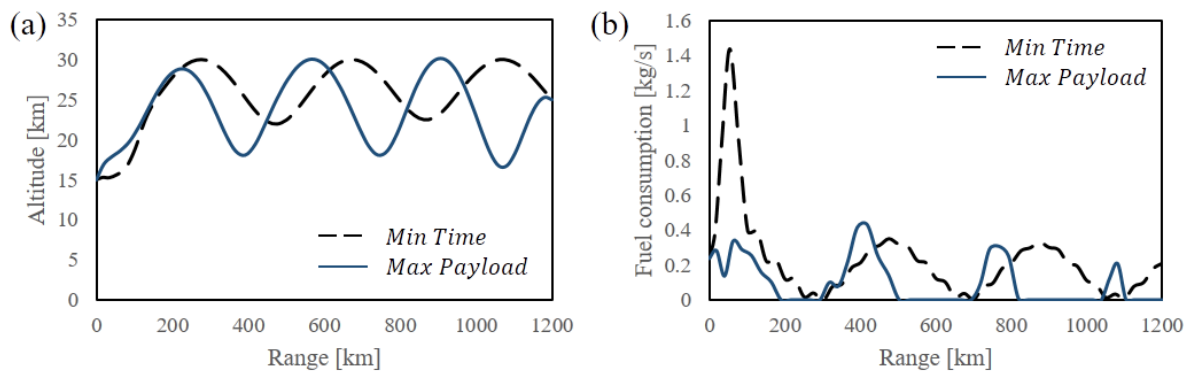 (a)
35
30
25
20
15
10
5
0
Altitude [km]
Min Time
Max Payload
0 200 400 600 800 1000 1200
Range [km]
(b)
1.6
1.4
1.2
1
0.8
0.6
0.4
0.2
0
Fuel consumption [kg/s]
Min Time
Max Payload
0 200 400 600 800 1000 1200
Range [km]